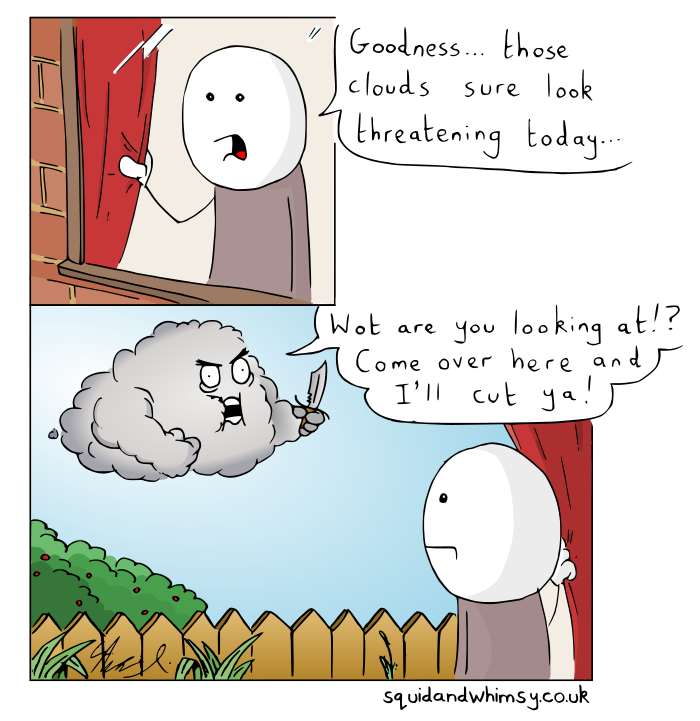 Goodness... those
clouds sure look
threatening today...
Wot are you looking at!?
Come over here and
I'll cut ya!
squidandwhimsy.co.uk